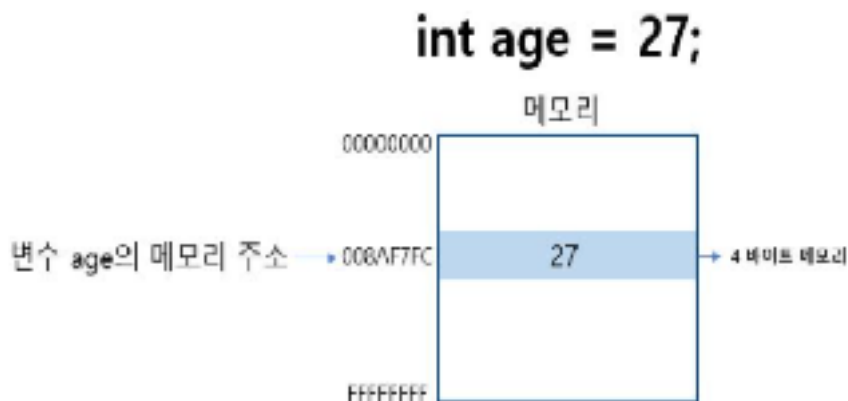 int age = 27;
메모리
00000000
변수 age의 메모리 주소
008AF7FC
27
4 바이트 메모리
FFFFFFFF